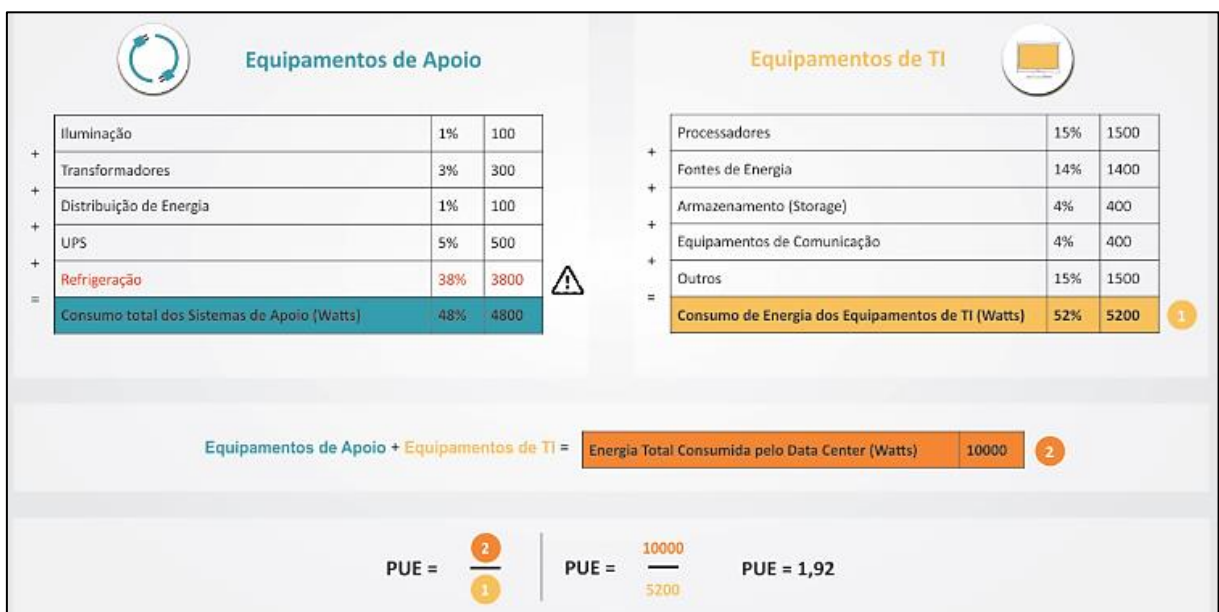 Equipamentos de Apoio
Iluminação 1% 100
+
Transformadores 3% 300
+
Distribuição de Energia 1% 100
+
UPS 5% 500
+
Refrigeração 38% 3800
=
Consumo total dos Sistemas de Apoio (Watts) 48% 4800
Equipamentos de TI
Processadores 15% 1500
+
Fontes de Energia 14% 1400
+
Armazenamento (Storage) 4% 400
+
Equipamentos de Comunicação 4% 400
+
Outros 15% 1500
=
Consumo de Energia dos Equipamentos de TI (Watts) 52% 5200 1
Equipamentos de Apoio + Equipamentos de TI = Energia Total Consumida pelo Data Center (Watts) 10000 2
PUE = 2 / 1 PUE = 10000 / 5200 PUE = 1,92